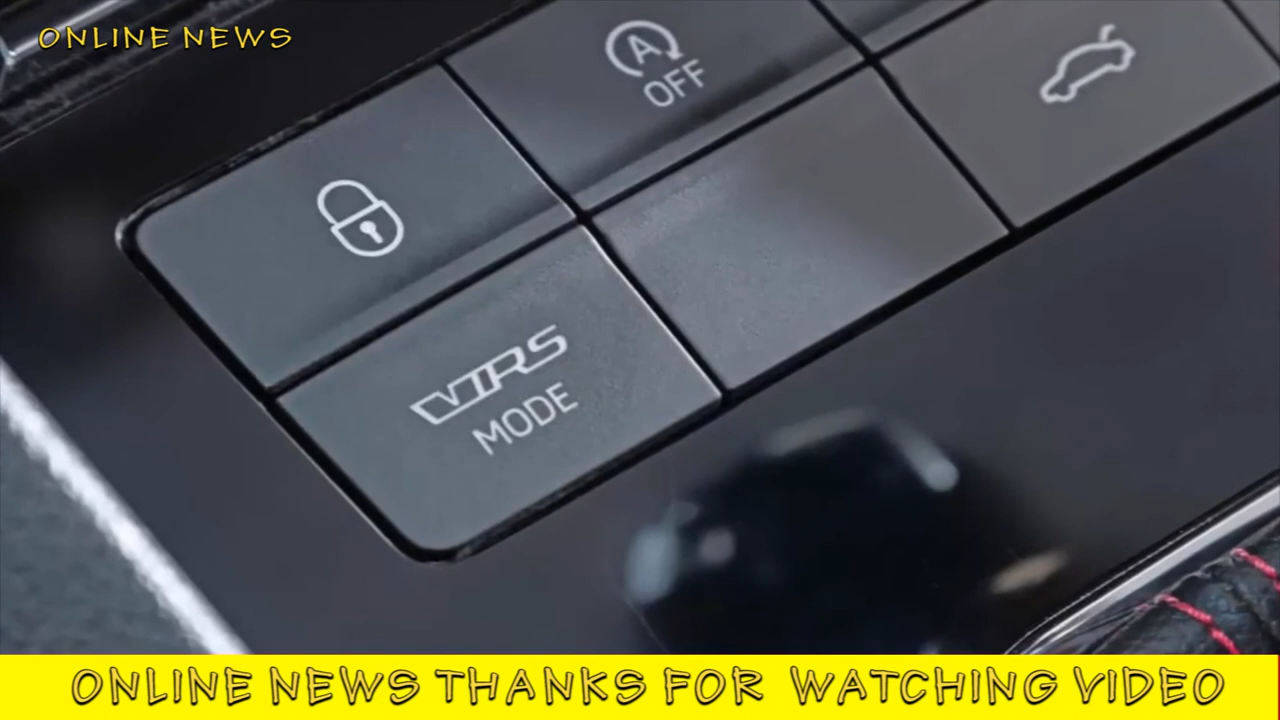 ONLINE NEWS
A
OFF
VRS
MODE
ONLINE NEWS THANKS FOR WATCHING VIDEO